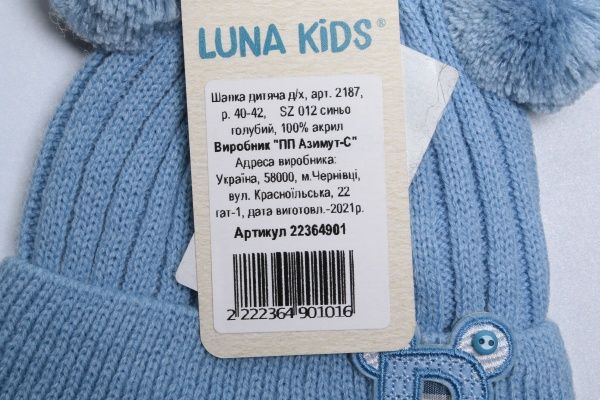 LUNA KiDS®
Шапка дитяча д/х, арт. 2187,
р. 40-42, SZ 012 синьо
голубий, 100% акрил
Виробник "ПП Азимут-С"
Адреса виробника:
Україна, 58000, м.Чернівці,
вул. Красноїльська, 22
гат-1, дата виготовл.-2021р.
Артикул 22364901
2 222364 901016